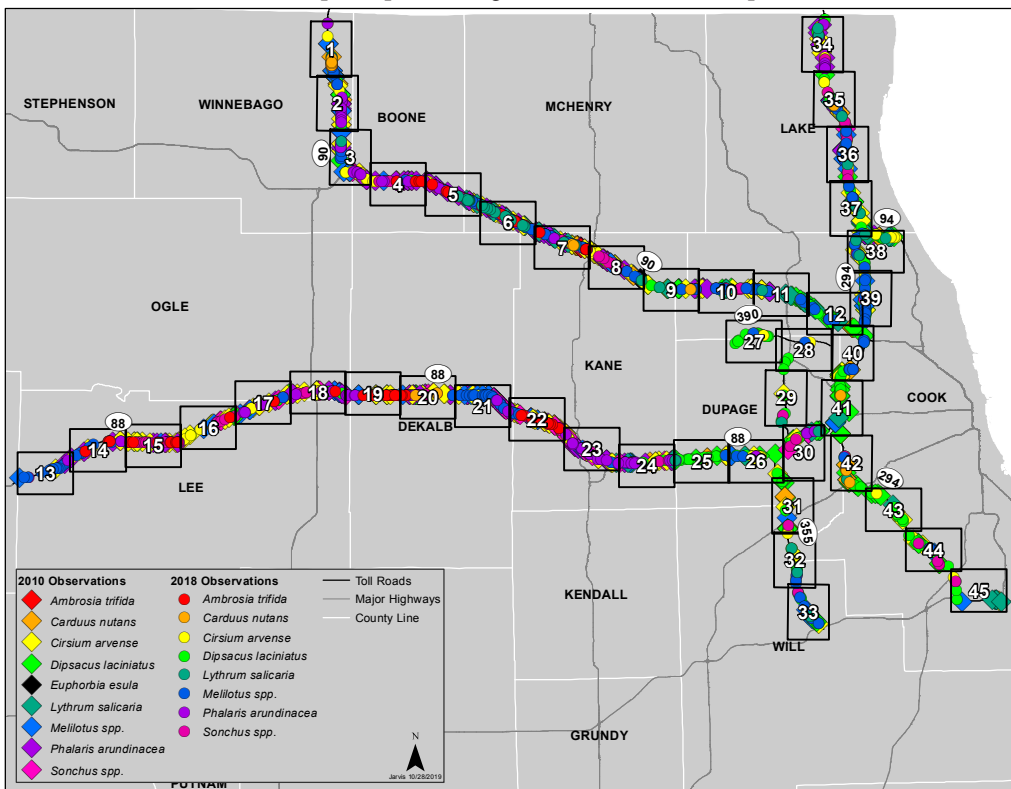 1
34
STEPHENSON
WINNEBAGO
2
BOONE
MCHENRY
35
LAKE
90
3
36
4
5
37
94
6
38
7
8
90
294
39
9
10
11
OGLE
12
390
27
28
40
KANE
88
18
19
20
21
DEKALB
17
29
DUPAGE
41
COOK
16
22
88
14
15
23
88
30
13
24
25
26
42
LEE
31
294
43
355
32
44
KENDALL
45
33
WILL
GRUNDY
2010 Observations
Ambrosia trifida
Carduus nutans
Cirsium arvense
Dipsacus laciniatus
Euphorbia esula
Lythrum salicaria
Melilotus spp.
Phalaris arundinacea
Sonchus spp.
2018 Observations
Ambrosia trifida
Carduus nutans
Cirsium arvense
Dipsacus laciniatus
Lythrum salicaria
Melilotus spp.
Phalaris arundinacea
Sonchus spp.
Toll Roads
Major Highways
County Line
N
Jarvis 10/28/2019
PUTNAM